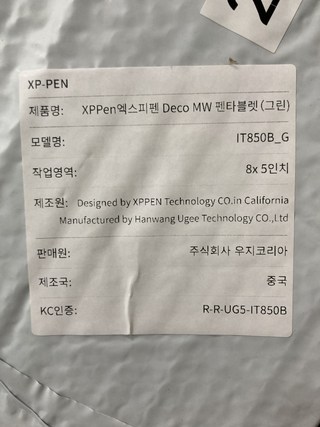 XP-PEN
제품명: XPPen엑스피펜 Deco MW 펜타블렛(그린)
모델명: IT850B_G
작업영역: 8x 5인치
제조원: Designed by XPPEN Technology CO.in California
Manufactured by Hanwang Ugee Technology CO.,Ltd
판매원: 주식회사 우지코리아
제조국: 중국
KC인증: R-R-UG5-IT850B